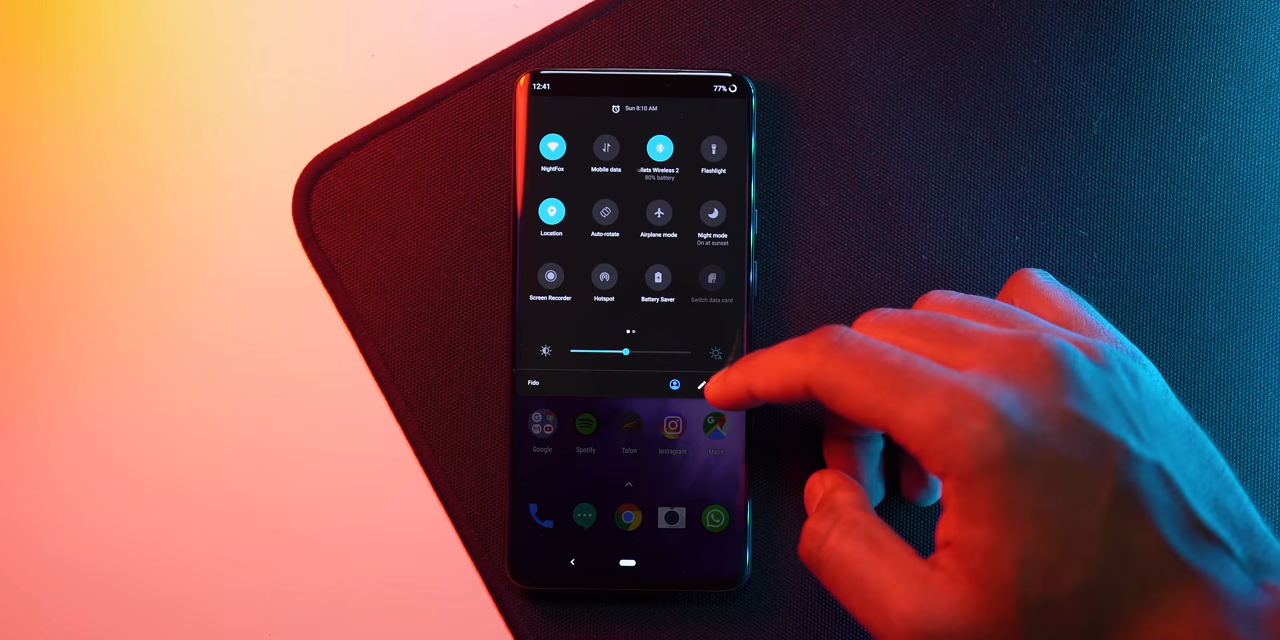 12:41
77%
Sun 8:10 AM
NightFox
Mobile data
ullets Wireless 2
Flashlight
80% battery
Location
Auto-rotate
Airplane mode
Night mode
On at sunset
Screen Recorder
Hotspot
Battery Saver
Switch data card
Fido
Google
Spotify
Talon
Instagram
Maps